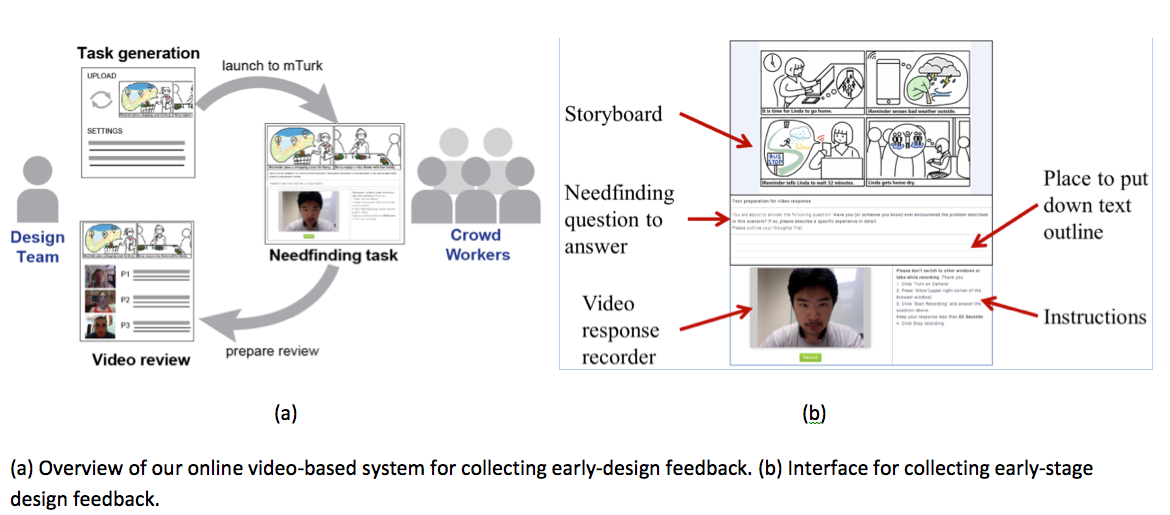 Task generation
UPLOAD
SETTINGS
launch to mTurk
Design
Team
Needfinding task
Crowd
Workers
P1
P2
P3
Video review
prepare review
(a)
Storyboard
Needfinding
question to
answer
Video
response
recorder
It is time for Linda to go home.
iReminder senses bad weather outside.
BUS
STOP
iReminder tells Linda to wait 32 minutes.
Linda gets home dry.
Text preparation for video response
You are about to answer the following question: Have you (or someone you know) ever encountered the problem described
in this scenario? If so, please describe a specific experience in detail.
Please outline your thoughts first
Please don't switch to other windows or
tabs while recording. Thank you.
1. Click "Turn on Camera"
2. Press "Allow"(upper right corner of the
browser window)
3. Click "Start Recording" and answer the
question above.
Keep your response less than 60 Seconds
4. Click Stop recording
Place to put
down text
outline
Instructions
(b)
(a) Overview of our online video-based system for collecting early-design feedback. (b) Interface for collecting early-stage
design feedback.